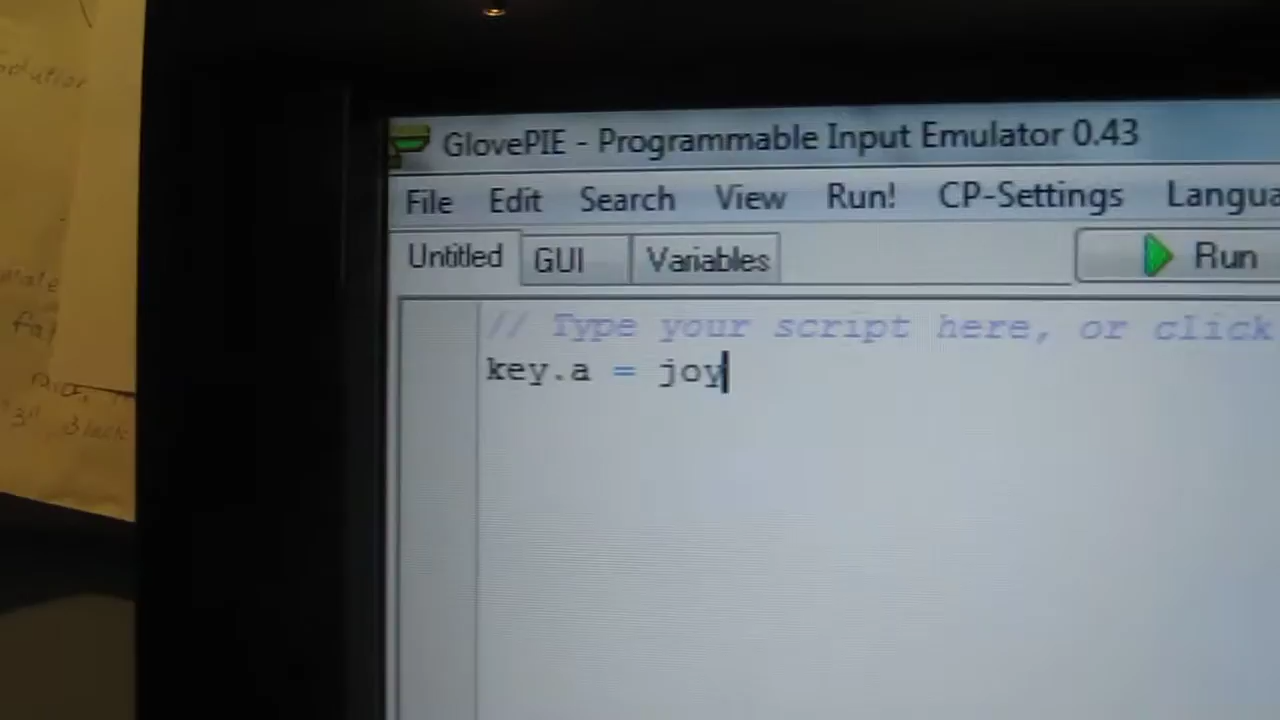 GlovePIE - Programmable Input Emulator 0.43
File Edit Search View Run! CP-Settings Langua
Untitled GUI Variables Run
// Type your script here, or click
key.a = joy